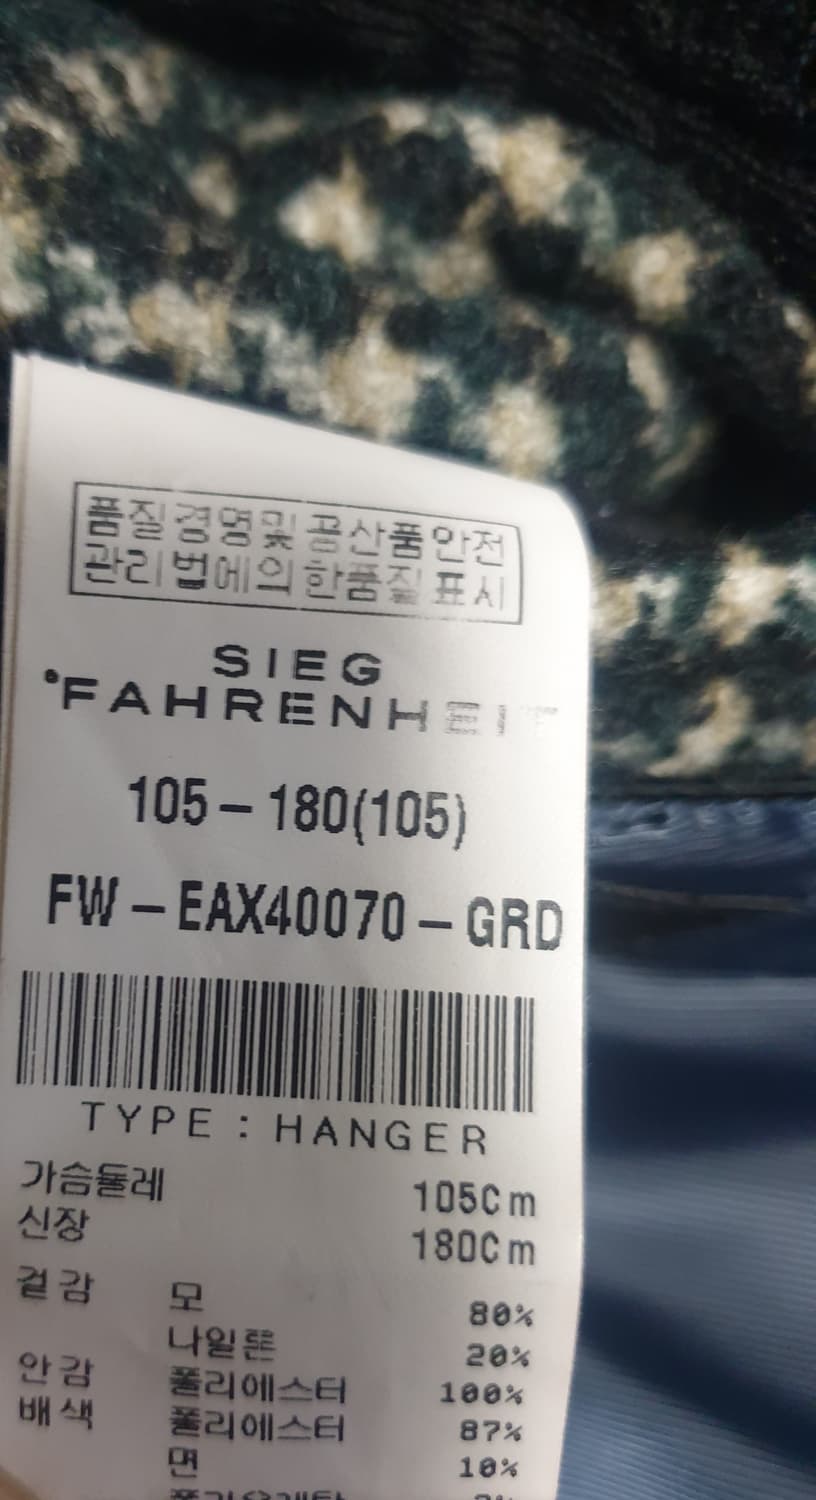 품질경영및 공산품안전
관리법에의 한품질 표시
SIEG
°FAHRENHEIT
105-180(105)
FW-EAX40070-GRD
TYPE : HANGER
가슴둘레 105Cm
신장 180Cm
겉감 모 80%
나일론 20%
안감 폴리에스터 100%
배색 폴리에스터 87%
면 10%